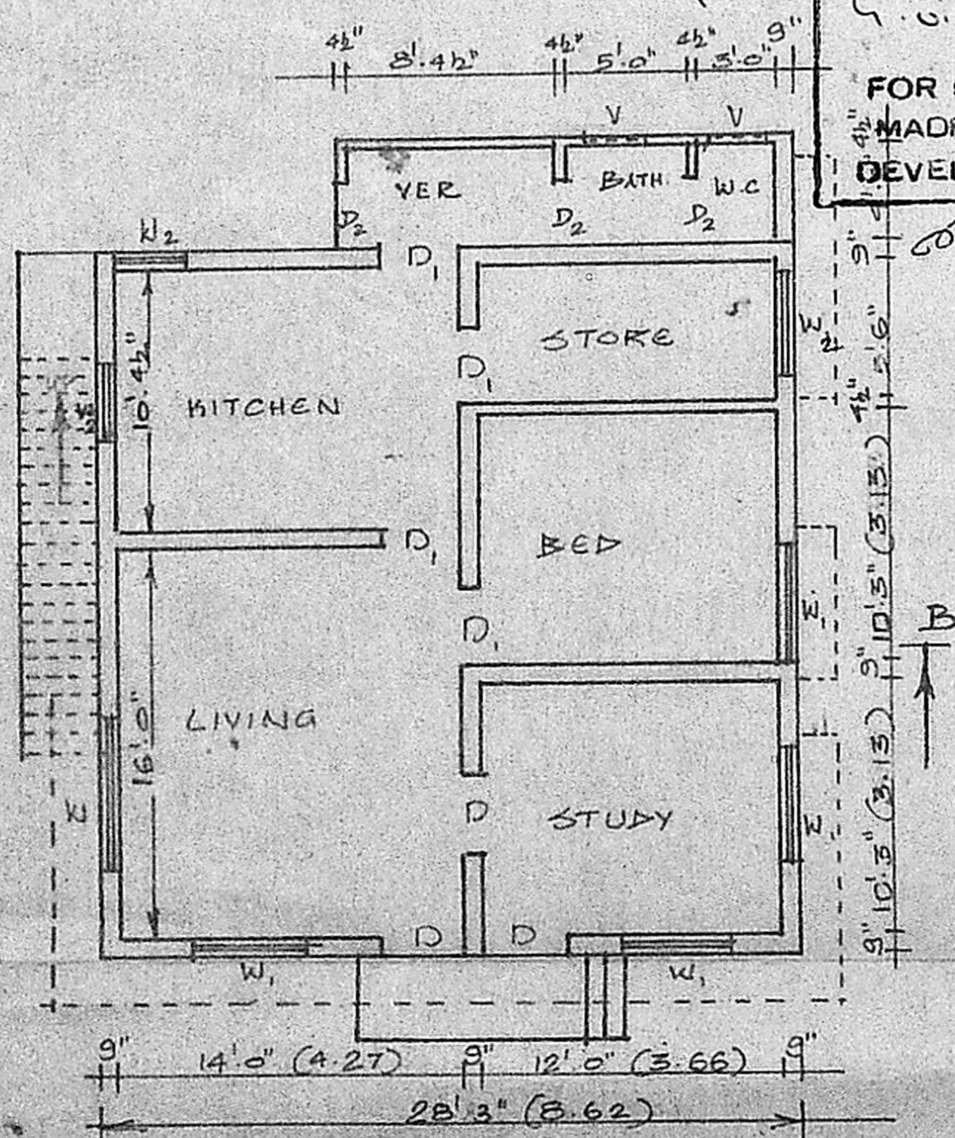 4½" 8'.4½" 4½" 5'.0" 4½" 3'.0" 9"
G.O.
FOR
MADR
DEVEL
V V
VER BATH W.C
D2 D2 D2
4½"
W2 D1 9"
STORE W2 5'6"
D1
KITCHEN 10'.4½" 4½"
BED 10'.3" (3.13)
D1
D1 W1
B
9"
LIVING 16'.0"
W D STUDY W1 10'.3" (3.13)
D D
W1 W1 9"
9" 14'.0" (4.27) 9" 12'.0" (3.66) 9"
28'.3" (8.62)